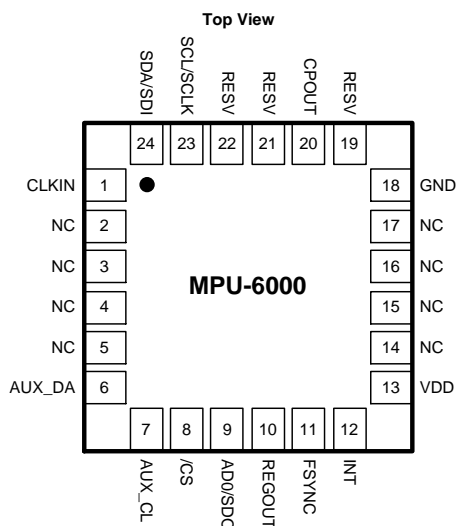 Top View
SDA/SDI
SCL/SCLK
RESV
RESV
CPOUT
RESV
24
23
22
21
20
19
CLKIN 1
18 GND
NC 2
17 NC
NC 3
16 NC
MPU-6000
NC 4
15 NC
NC 5
14 NC
AUX_DA 6
13 VDD
7
8
9
10
11
12
AUX_CL
/CS
AD0/SDO
REGOUT
FSYNC
INT